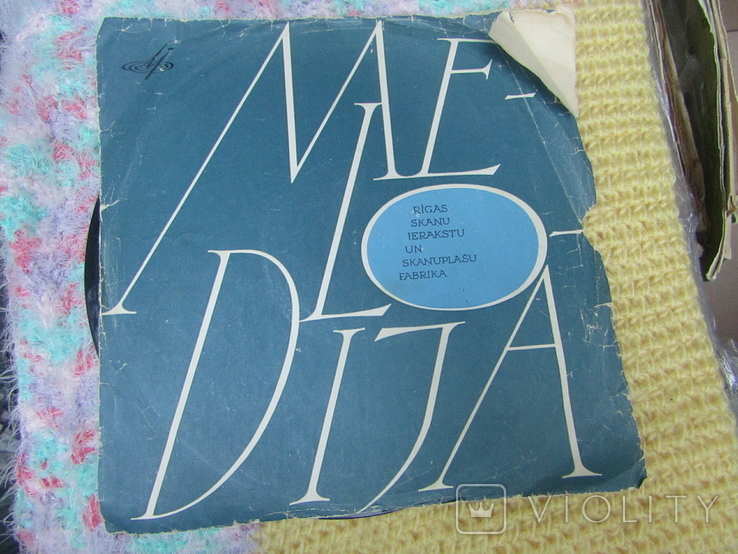 ME-
LO-
DIJA
RĪGAS
SKAŅU
IERAKSTU
UN
SKAŅUPLAŠU
FABRIKA
VIOLITY